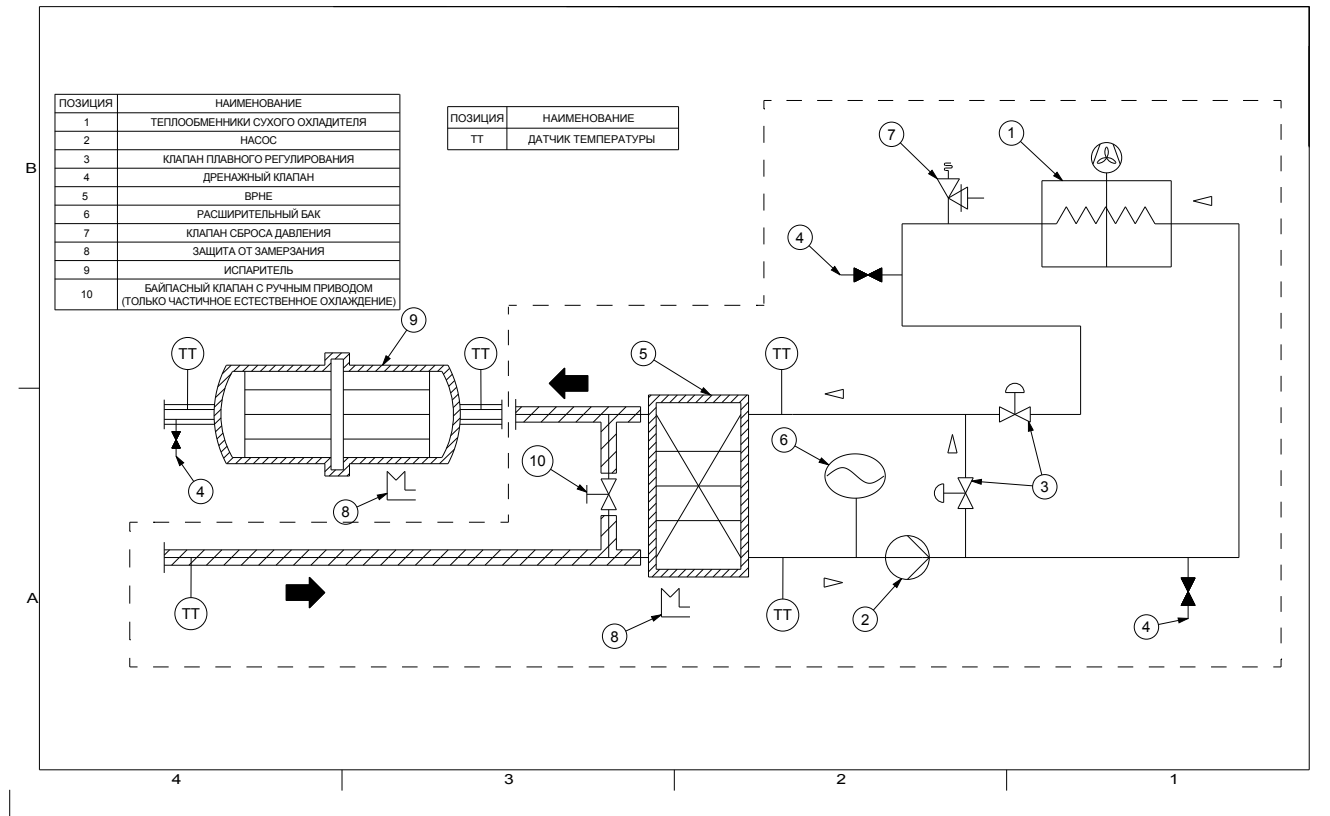 ПОЗИЦИЯ НАИМЕНОВАНИЕ
1 ТЕПЛООБМЕННИКИ СУХОГО ОХЛАДИТЕЛЯ
2 НАСОС
3 КЛАПАН ПЛАВНОГО РЕГУЛИРОВАНИЯ
4 ДРЕНАЖНЫЙ КЛАПАН
5 BPHE
6 РАСШИРИТЕЛЬНЫЙ БАК
7 КЛАПАН СБРОСА ДАВЛЕНИЯ
8 ЗАЩИТА ОТ ЗАМЕРЗАНИЯ
9 ИСПАРИТЕЛЬ
10 БАЙПАСНЫЙ КЛАПАН С РУЧНЫМ ПРИВОДОМ
(ТОЛЬКО ЧАСТИЧНОЕ ЕСТЕСТВЕННОЕ ОХЛАЖДЕНИЕ)
ПОЗИЦИЯ НАИМЕНОВАНИЕ
TT ДАТЧИК ТЕМПЕРАТУРЫ
7
1
B
4
9
TT
TT
5
TT
6
10
3
4
8
A
TT
8
TT
2
4
4
3
2
1